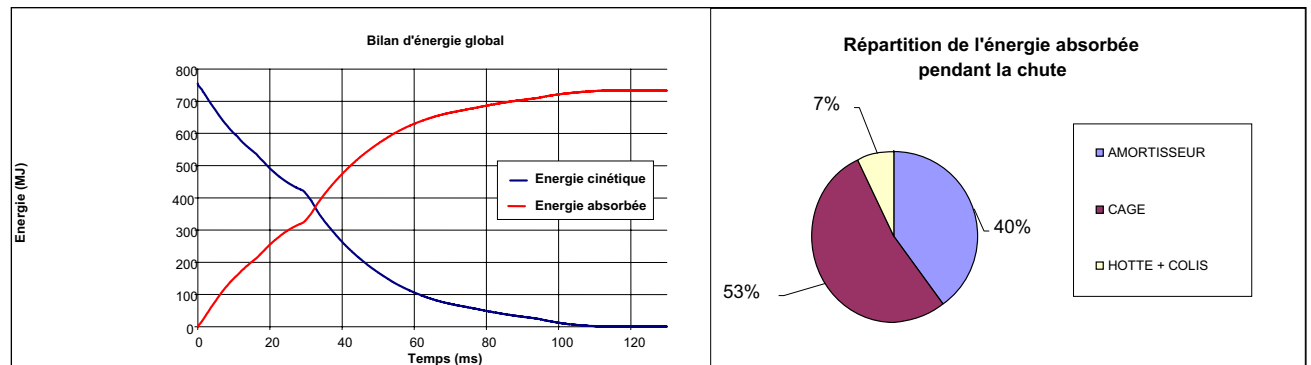 Bilan d'énergie global
Energie (MJ)
800
700
600
500
400
300
200
100
0
Energie cinétique
Energie absorbée
0 20 40 60 80 100 120
Temps (ms)
Répartition de l'énergie absorbée
pendant la chute
7%
40%
53%
AMORTISSEUR
CAGE
HOTTE + COLIS